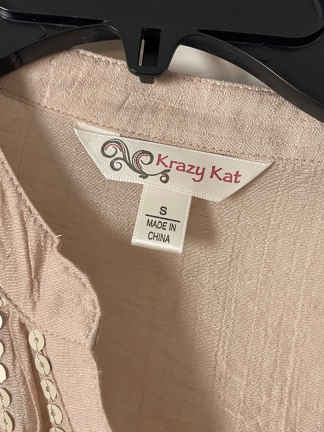 Krazy Kat
S
MADE IN
CHINA